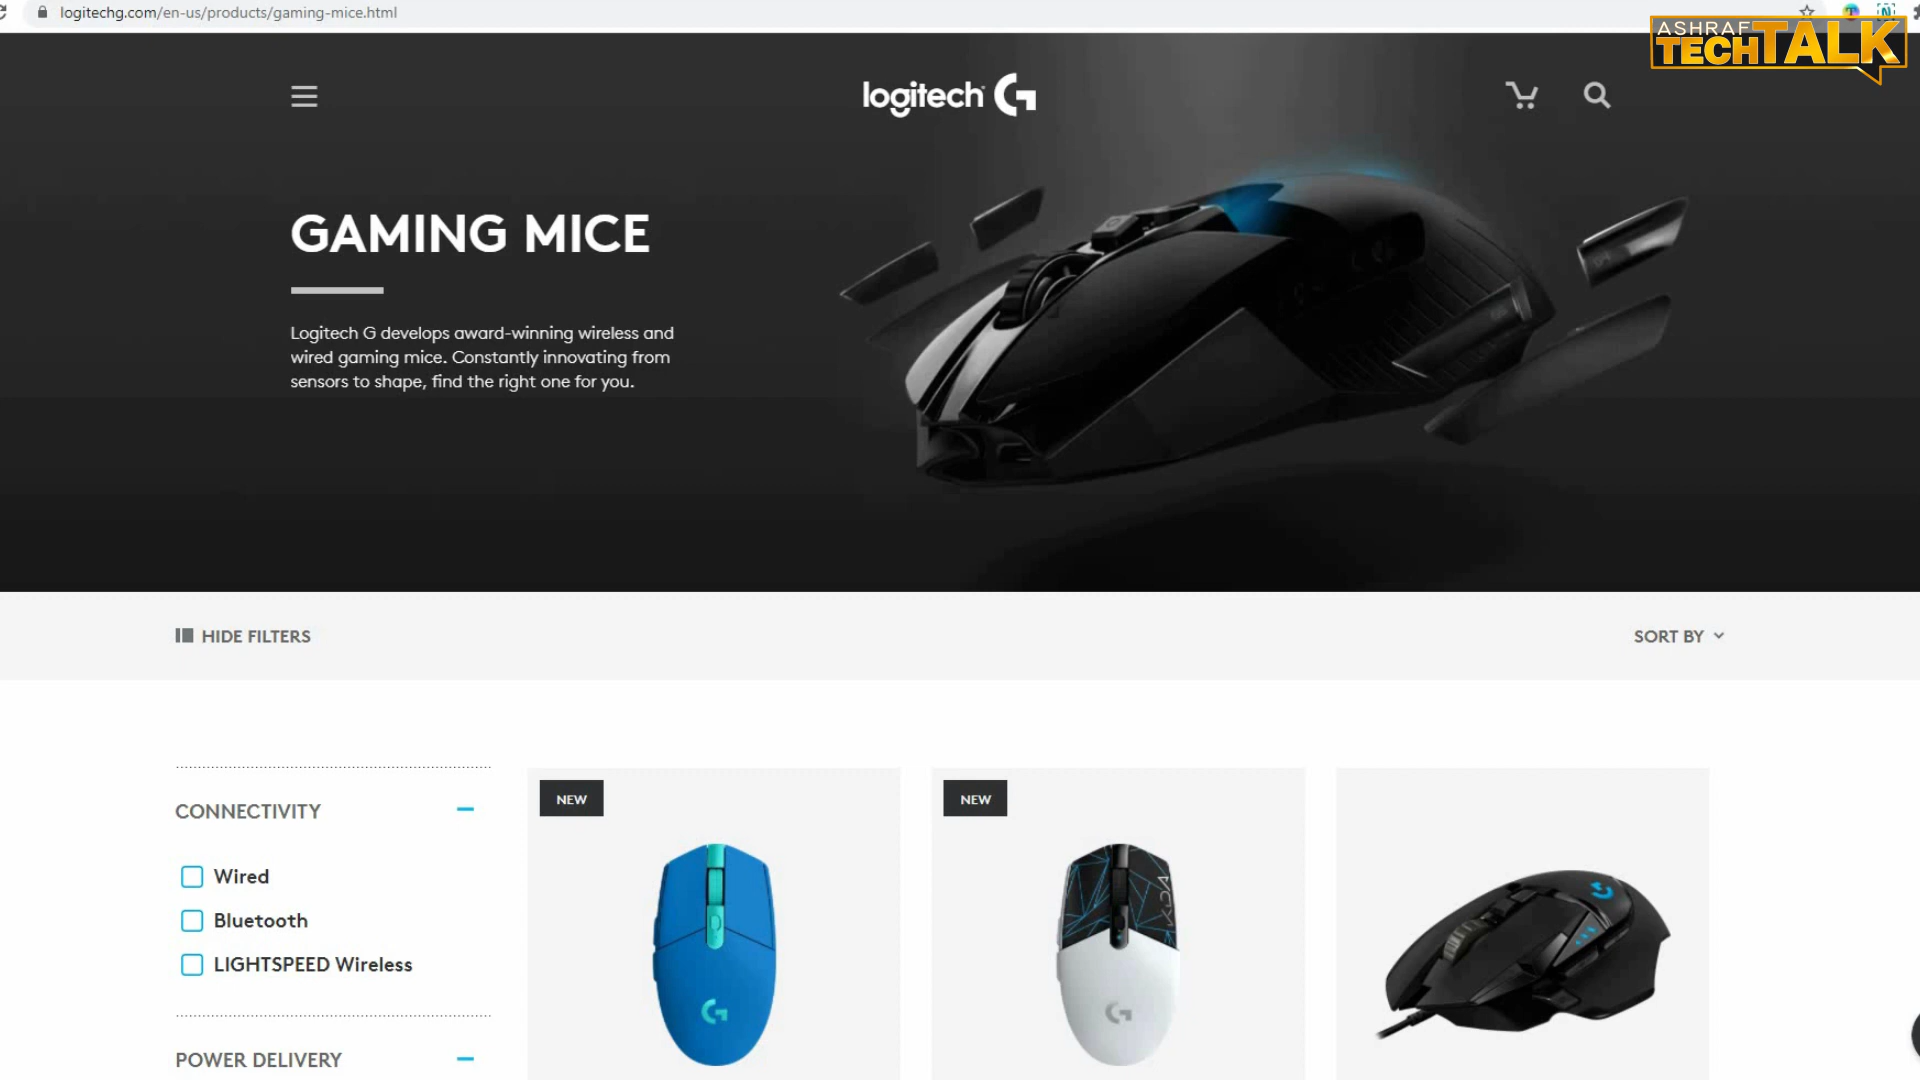 logitechg.com/en-us/products/gaming-mice.html
ASHRAF
TECHTALK
logitech G
GAMING MICE
Logitech G develops award-winning wireless and
wired gaming mice. Constantly innovating from
sensors to shape, find the right one for you.
HIDE FILTERS
SORT BY
CONNECTIVITY
Wired
Bluetooth
LIGHTSPEED Wireless
POWER DELIVERY
NEW
NEW
K/DA